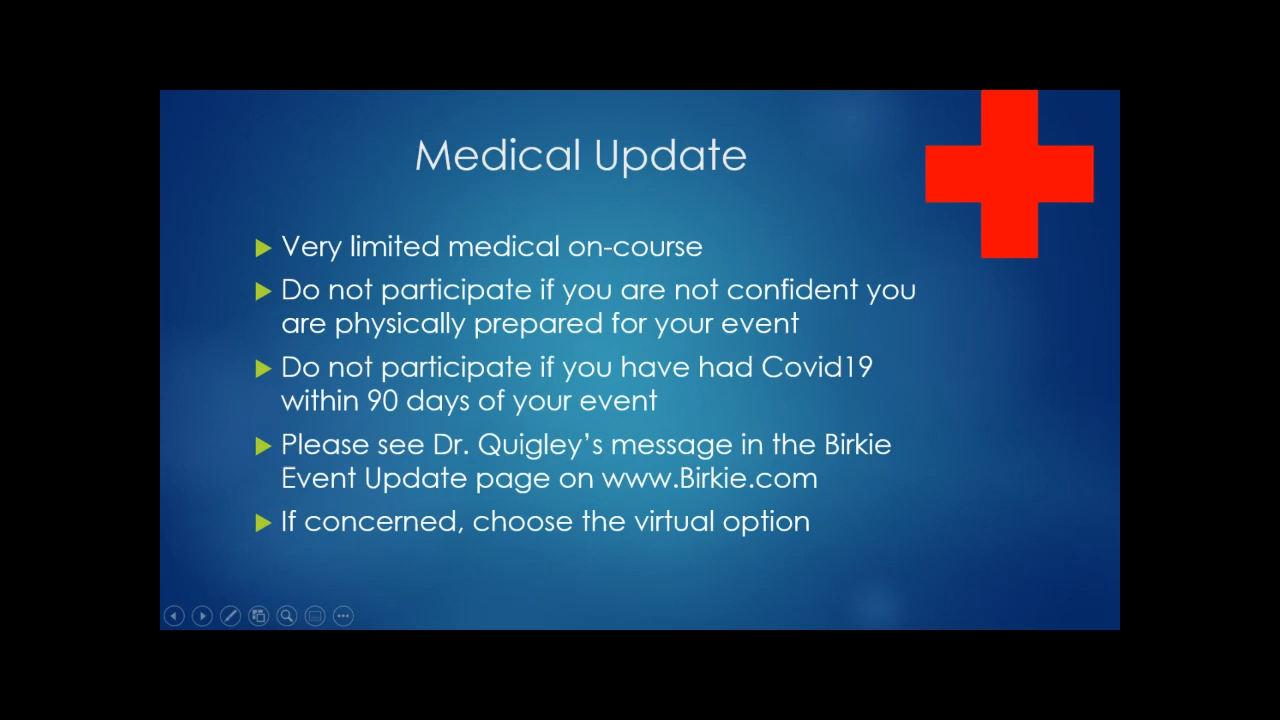 Medical Update
Very limited medical on-course
Do not participate if you are not confident you
are physically prepared for your event
Do not participate if you have had Covid19
within 90 days of your event
Please see Dr. Quigley’s message in the Birkie
Event Update page on www.Birkie.com
If concerned, choose the virtual option